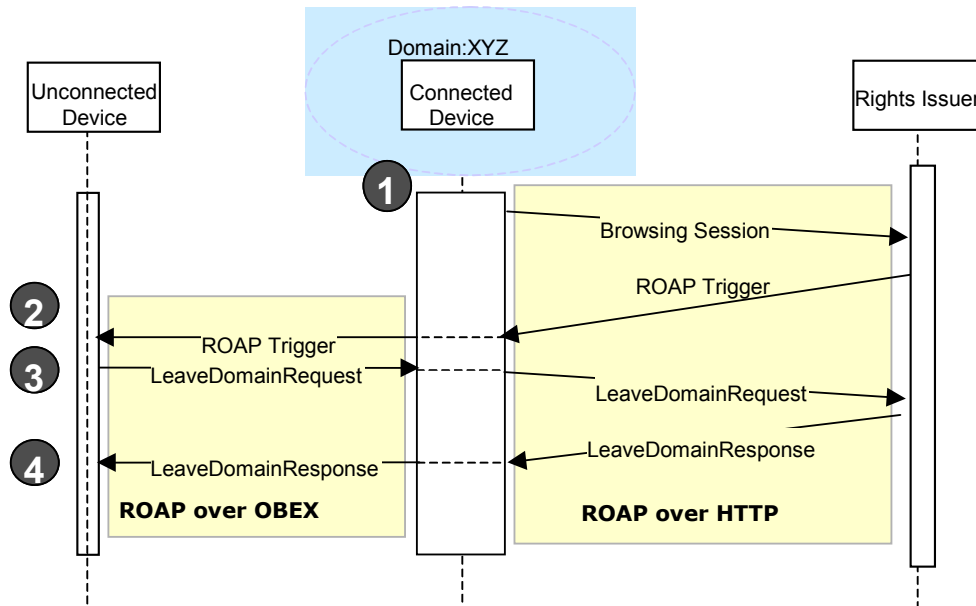 Domain:XYZ
Unconnected
Device
Connected
Device
Rights Issuer
1
Browsing Session
ROAP Trigger
2
ROAP Trigger
3
LeaveDomainRequest
LeaveDomainRequest
LeaveDomainResponse
4
LeaveDomainResponse
ROAP over OBEX
ROAP over HTTP